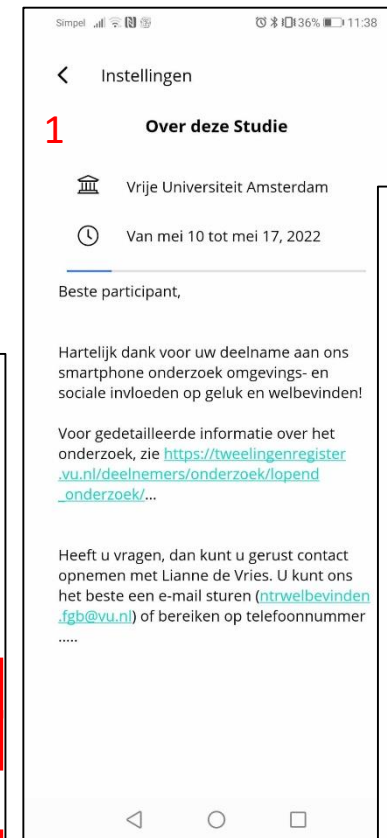 Simpel 36% 11:38
Instellingen
1 Over deze Studie
Vrije Universiteit Amsterdam
Van mei 10 tot mei 17, 2022
Beste participant,
Hartelijk dank voor uw deelname aan ons
smartphone onderzoek omgevings- en
sociale invloeden op geluk en welbevinden!
Voor gedetailleerde informatie over het
onderzoek, zie https://tweelingenregister
.vu.nl/deelnemers/onderzoek/lopend
_onderzoek/...
Heeft u vragen, dan kunt u gerust contact
opnemen met Lianne de Vries. U kunt ons
het beste een e-mail sturen (ntrwelbevinden
.fgb@vu.nl) of bereiken op telefoonnummer
.....